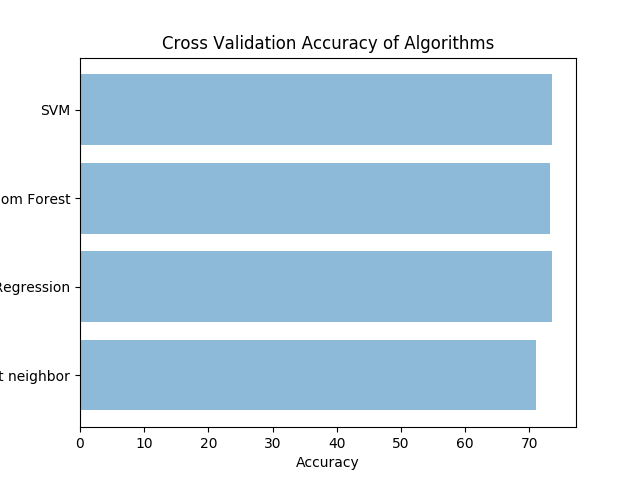 Cross Validation Accuracy of Algorithms
SVM
om Forest
Regression
t neighbor
0 10 20 30 40 50 60 70
Accuracy